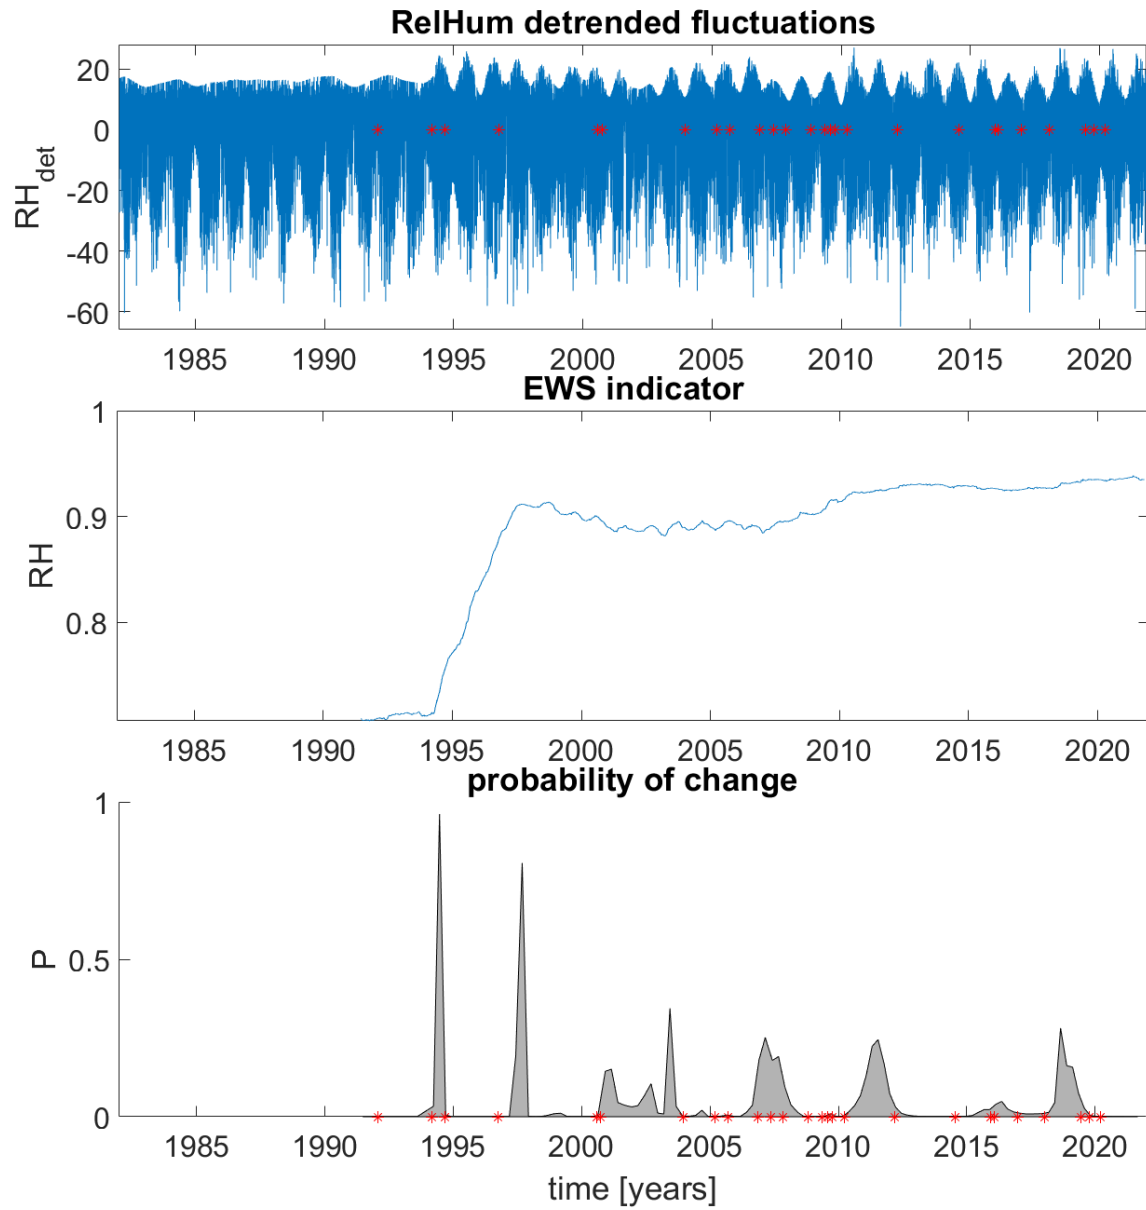 RelHum detrended fluctuations
20
0
-20
-40
-60
RH_det
1985 1990 1995 2000 2005 2010 2015 2020
EWS indicator
1
0.9
0.8
RH
1985 1990 1995 2000 2005 2010 2015 2020
probability of change
1
0.5
0
P
1985 1990 1995 2000 2005 2010 2015 2020
time [years]